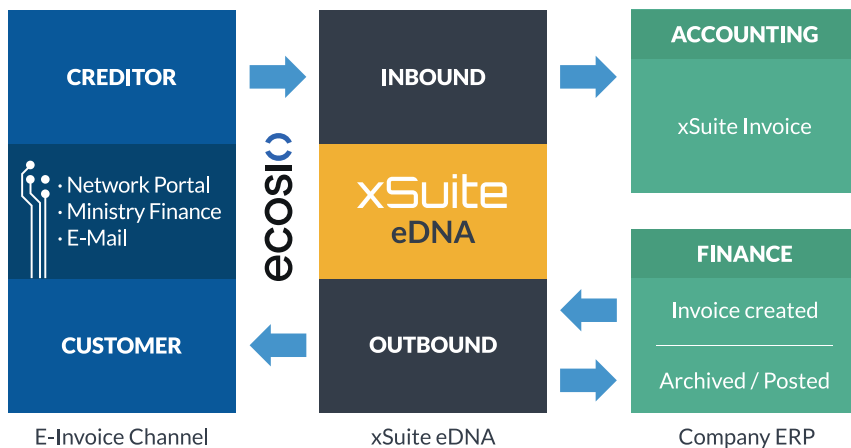 CREDITOR
· Network Portal
· Ministry Finance
· E-Mail
CUSTOMER
E-Invoice Channel
ecosio
INBOUND
xSuite
eDNA
OUTBOUND
xSuite eDNA
ACCOUNTING
xSuite Invoice
FINANCE
Invoice created
Archived / Posted
Company ERP